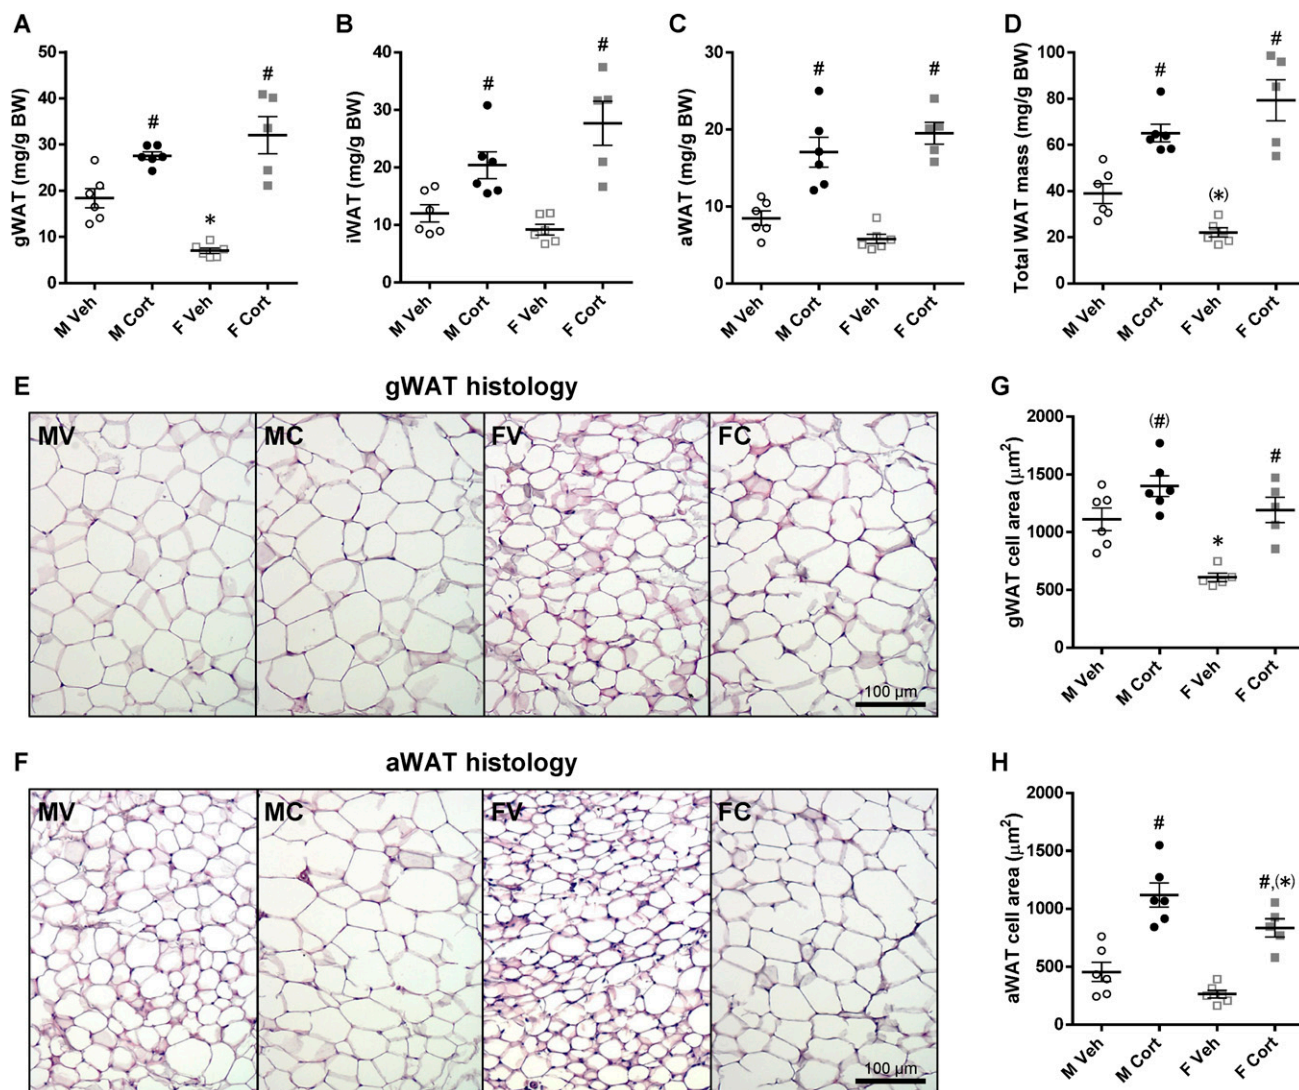 A
gWAT (mg/g BW)
50
40
30
20
10
0
#
*
#
M Veh
M Cort
F Veh
F Cort
B
iWAT (mg/g BW)
40
30
20
10
0
#
#
M Veh
M Cort
F Veh
F Cort
C
aWAT (mg/g BW)
30
20
10
0
#
#
M Veh
M Cort
F Veh
F Cort
D
Total WAT mass (mg/g BW)
100
80
60
40
20
0
#
(*)
#
M Veh
M Cort
F Veh
F Cort
E
gWAT histology
MV
MC
FV
FC
100 µm
G
gWAT cell area (µm²)
2000
1500
1000
500
0
(#)
*
#
M Veh
M Cort
F Veh
F Cort
F
aWAT histology
MV
MC
FV
FC
100 µm
H
aWAT cell area (µm²)
2000
1500
1000
500
0
#
#,(*)
M Veh
M Cort
F Veh
F Cort